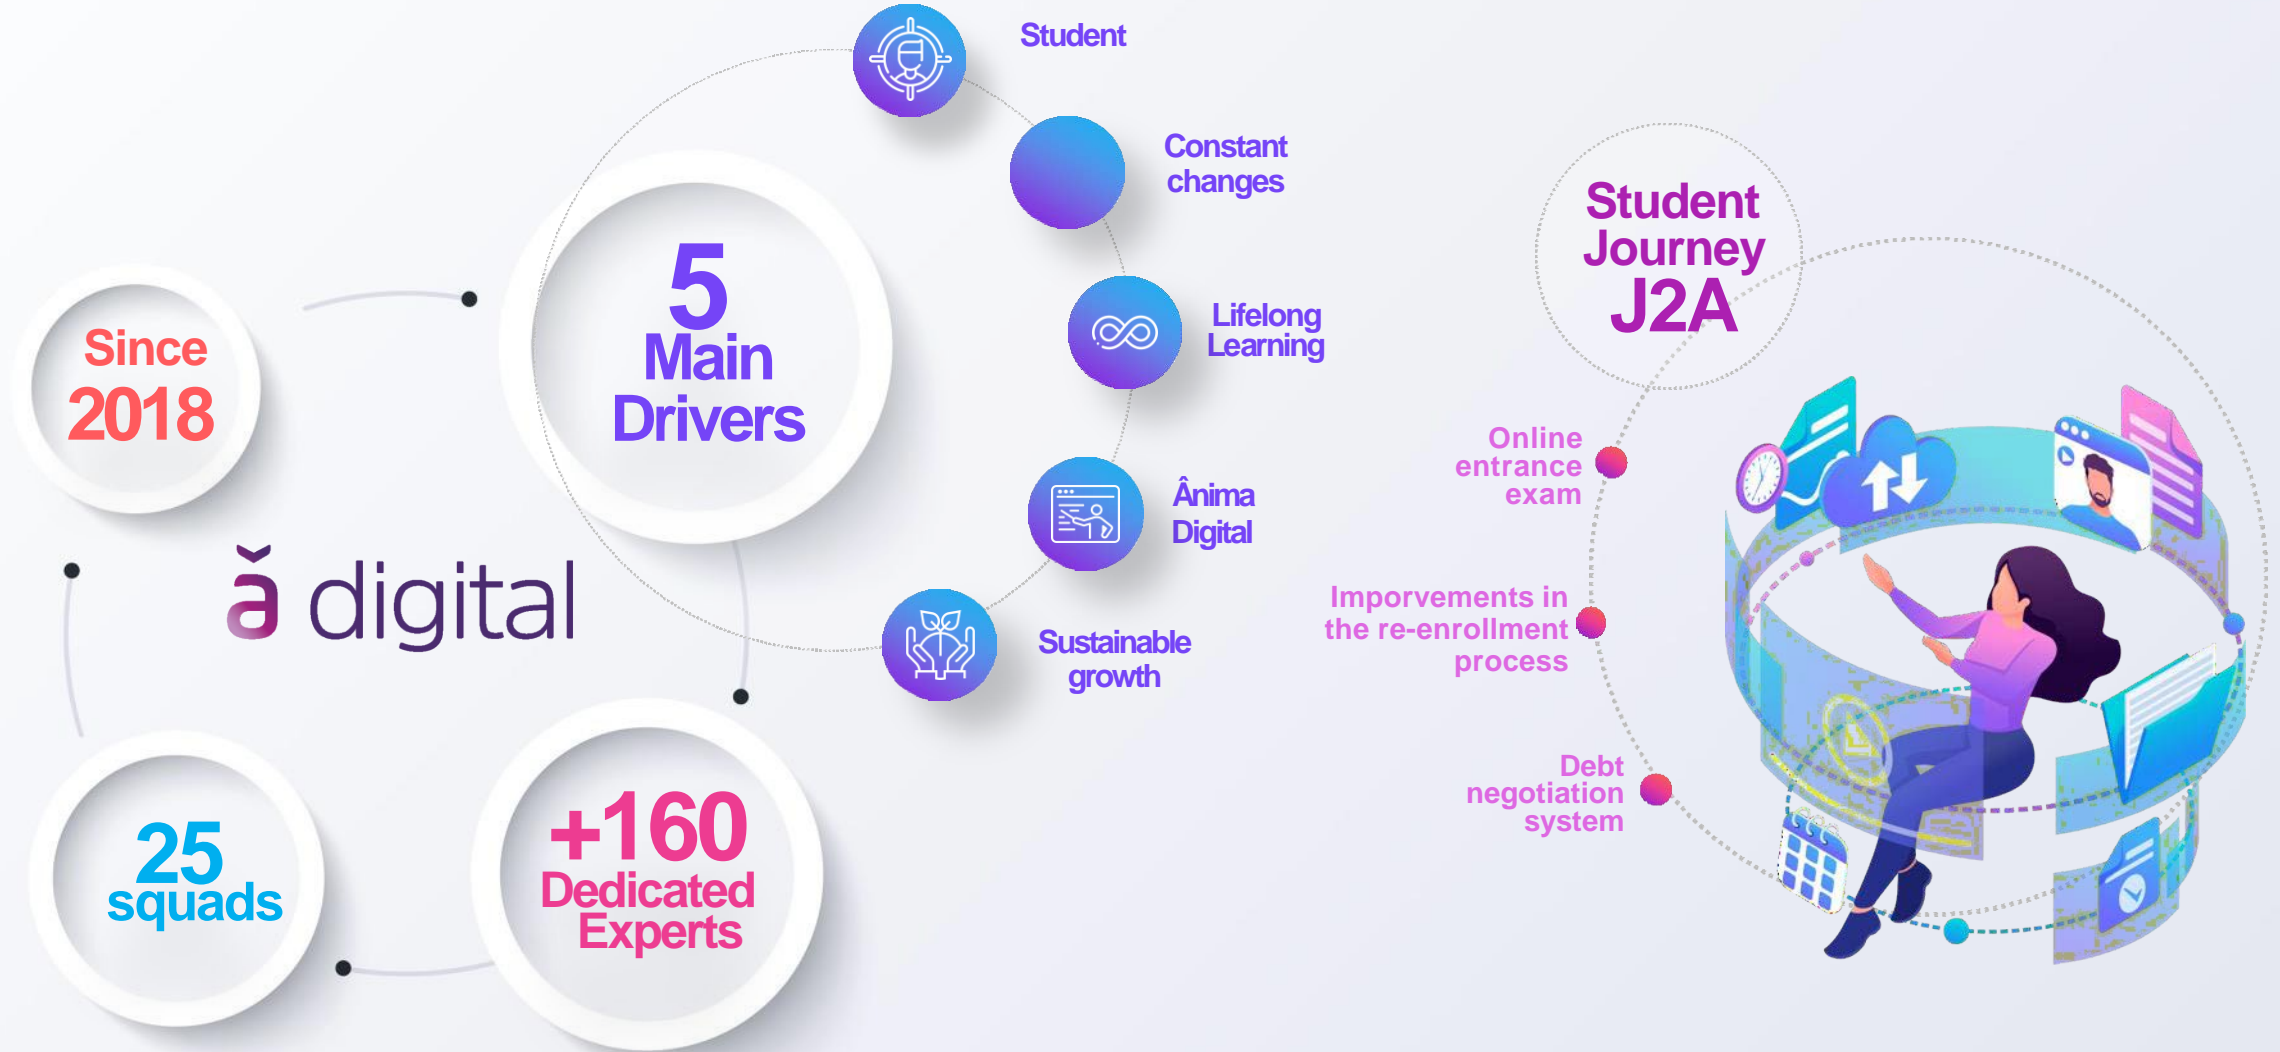 Since
2018
5
Main
Drivers
ă digital
25
squads
+160
Dedicated
Experts
Student
Constant
changes
Lifelong
Learning
Ânima
Digital
Sustainable
growth
Student
Journey
J2A
Online
entrance
exam
Imporvements in
the re-enrollment
process
Debt
negotiation
system